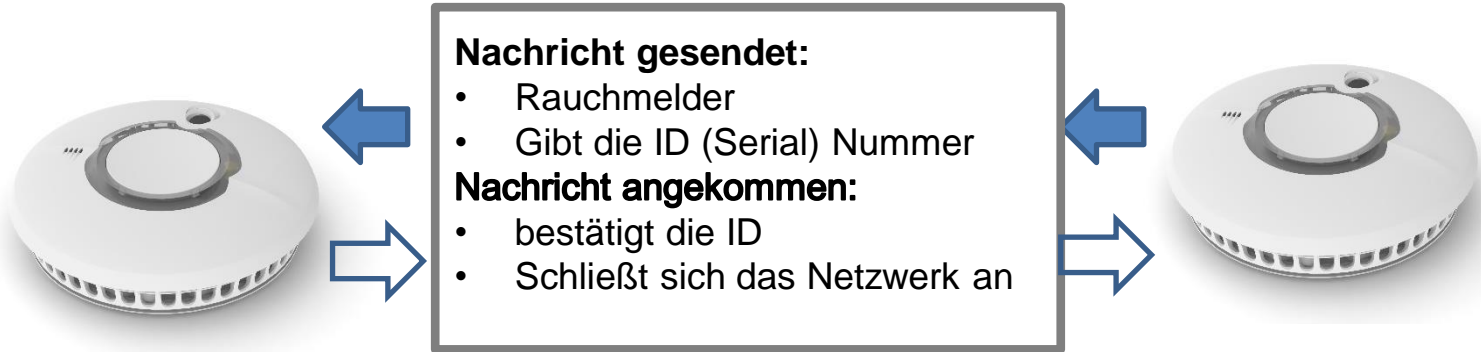 Nachricht gesendet:
• Rauchmelder
• Gibt die ID (Serial) Nummer
Nachricht angekommen:
• bestätigt die ID
• Schließt sich das Netzwerk an